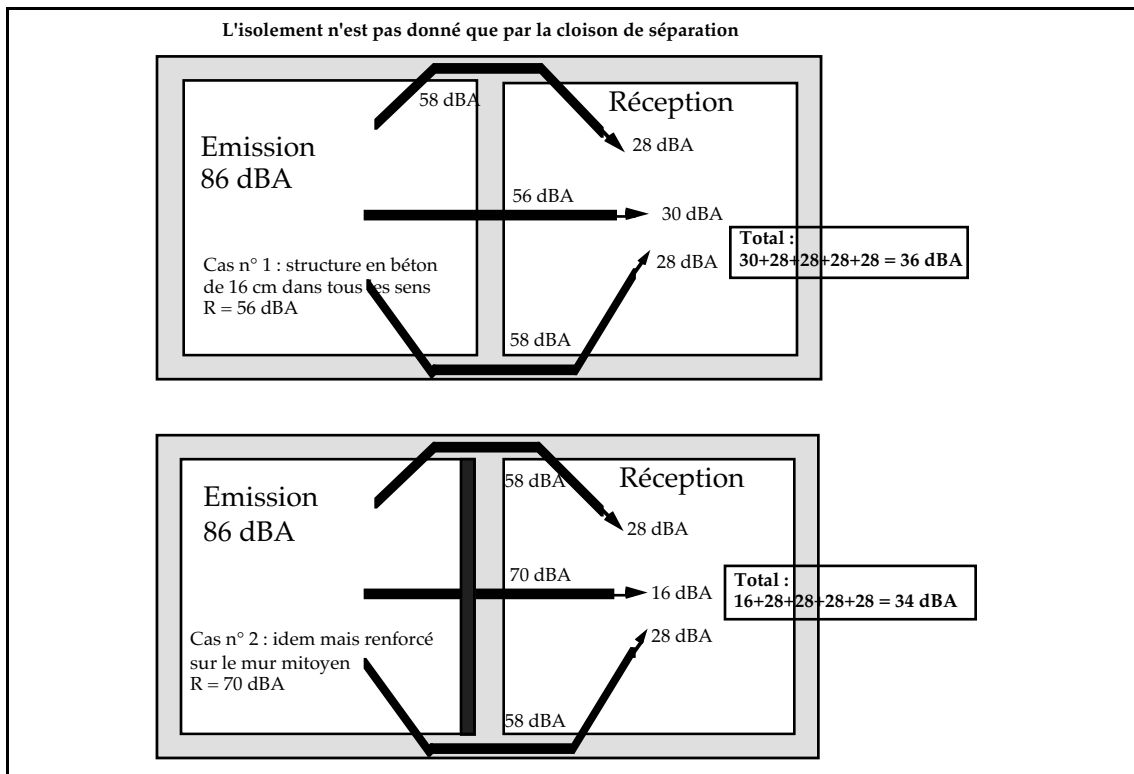 L'isolement n'est pas donné que par la cloison de séparation
58 dBA
Réception
Emission
86 dBA
28 dBA
56 dBA
30 dBA
Total :
30+28+28+28+28 = 36 dBA
28 dBA
Cas n° 1 : structure en béton
de 16 cm dans tous les sens
R = 56 dBA
58 dBA
Emission
86 dBA
58 dBA
Réception
28 dBA
70 dBA
16 dBA
Total :
16+28+28+28+28 = 34 dBA
28 dBA
Cas n° 2 : idem mais renforcé
sur le mur mitoyen
R = 70 dBA
58 dBA